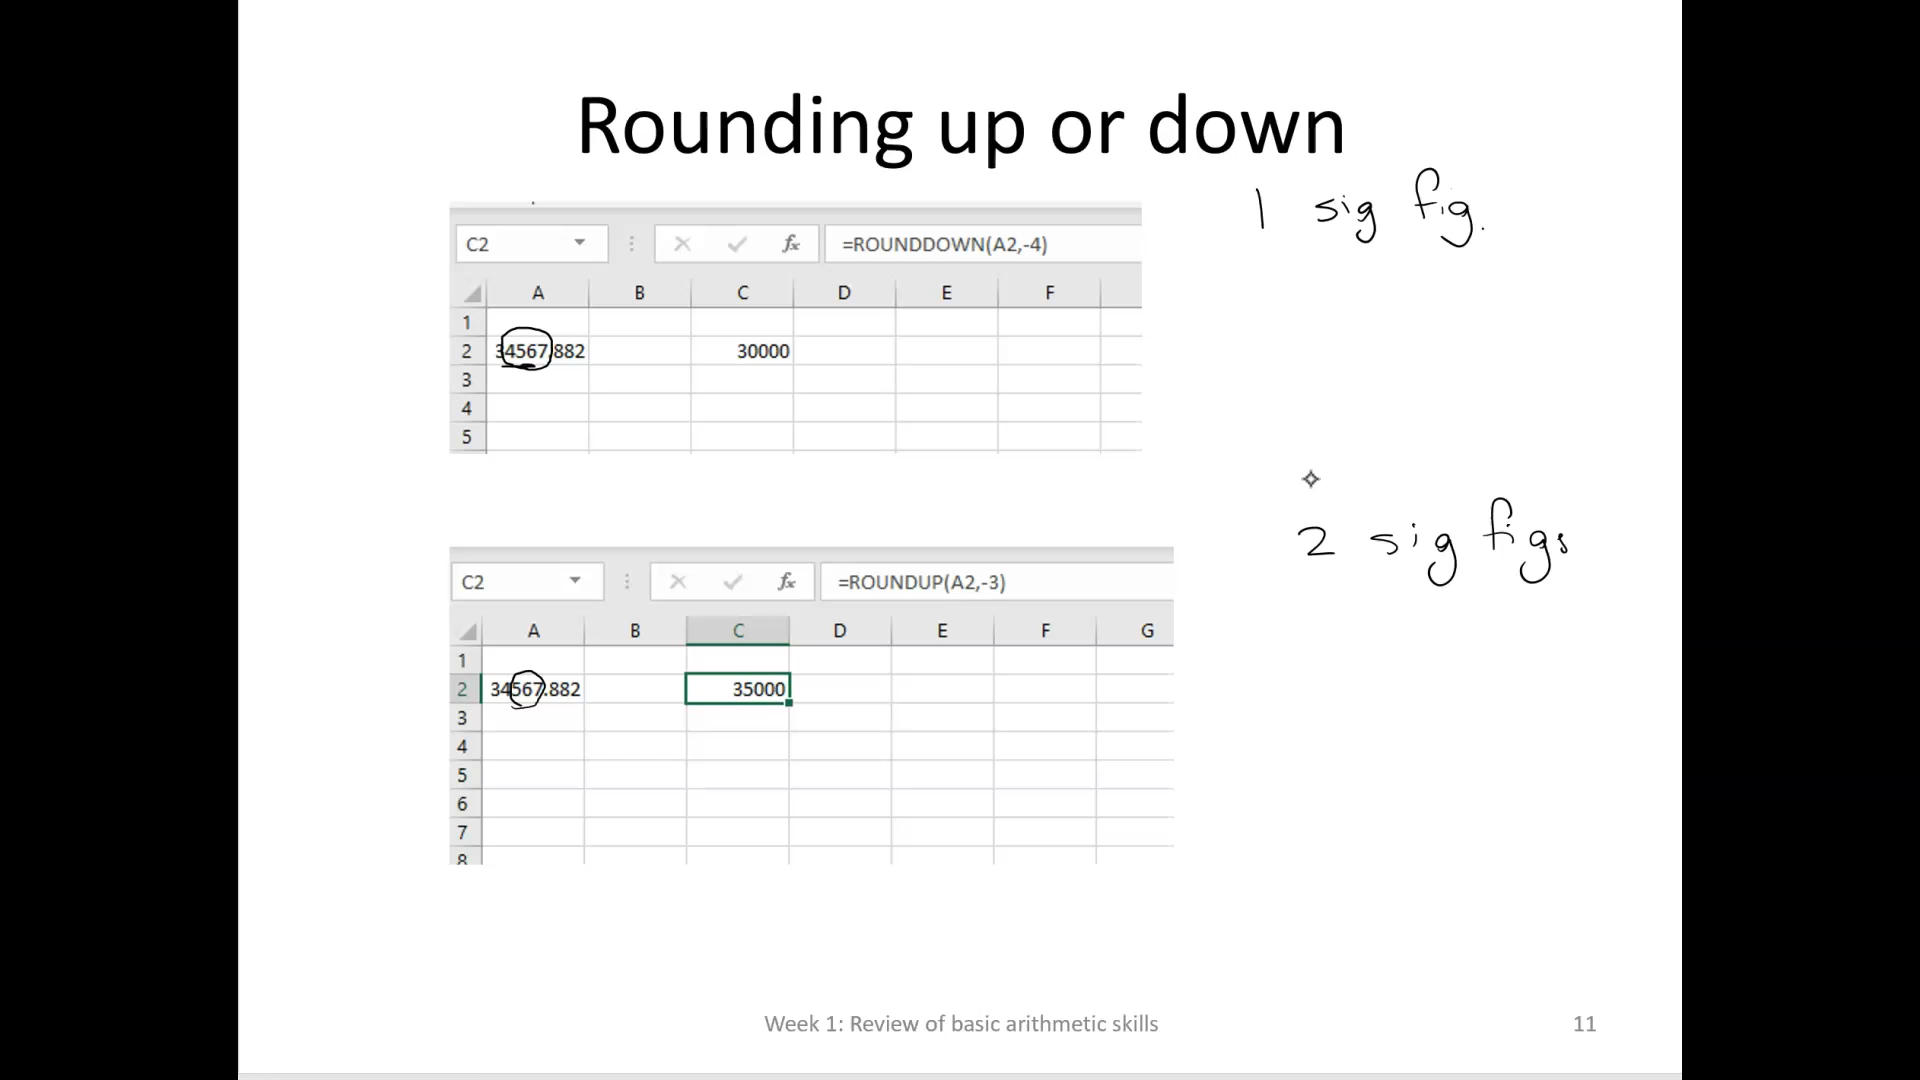 Rounding up or down
1 sig fig.
C2 fx =ROUNDDOWN(A2,-4)
A B C D E F
1
2 34567.882 30000
3
4
5
2 sig figs
C2 fx =ROUNDUP(A2,-3)
A B C D E F G
1
2 34567.882 35000
3
4
5
6
7
8
Week 1: Review of basic arithmetic skills 11